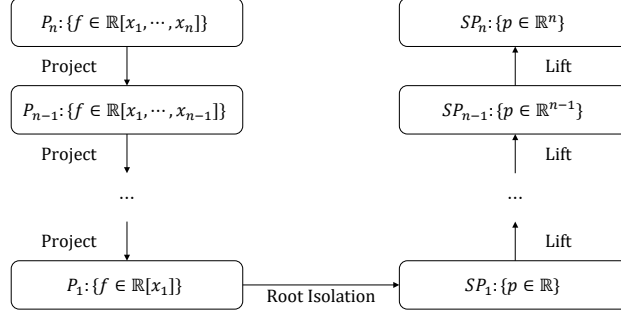 P_n: {f ∈ ℝ[x_1, ⋯, x_n]}
SP_n: {p ∈ ℝ^n}
Project
Lift
P_{n−1}: {f ∈ ℝ[x_1, ⋯, x_{n−1}]}
SP_{n−1}: {p ∈ ℝ^{n−1}}
Project
Lift
...
...
Project
Lift
P_1: {f ∈ ℝ[x_1]}
Root Isolation
SP_1: {p ∈ ℝ}